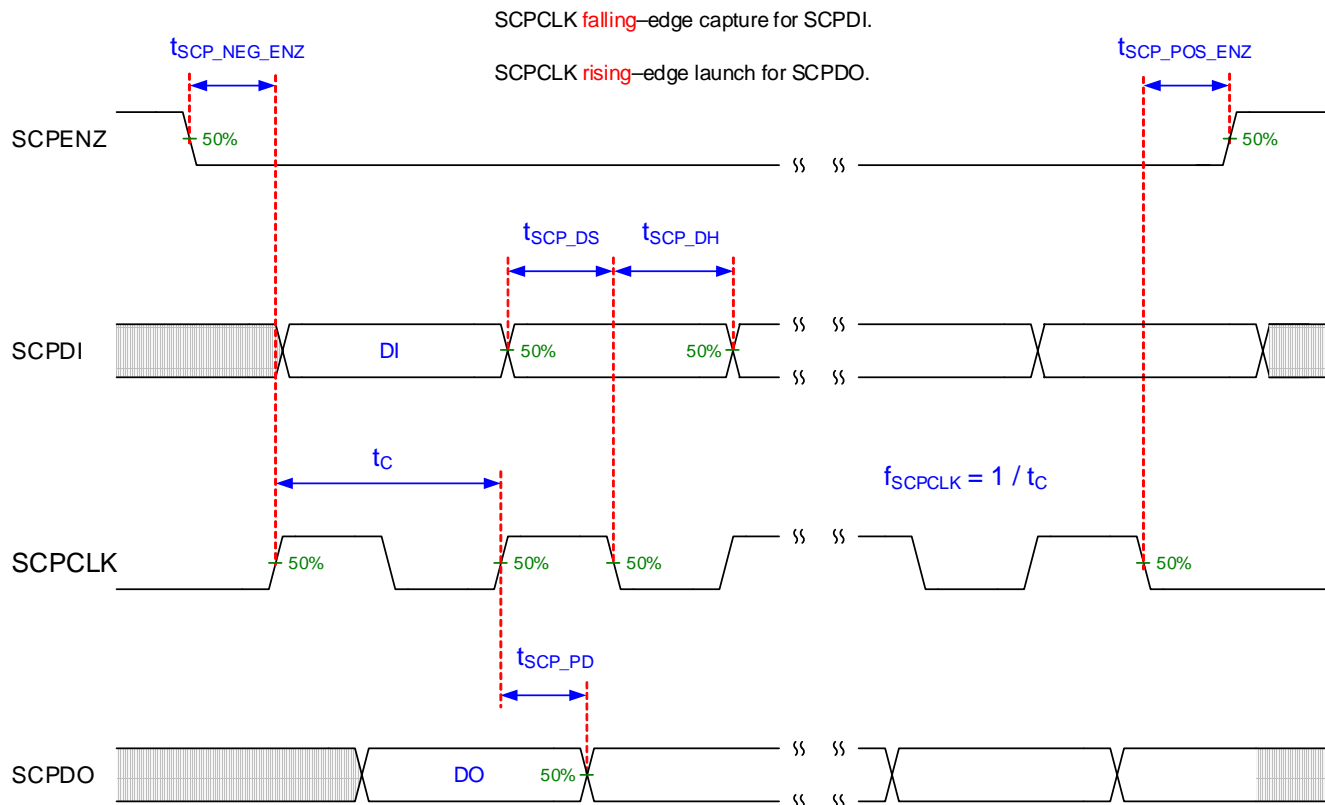 SCPCLK falling–edge capture for SCPDI.
tSCP_NEG_ENZ
tSCP_POS_ENZ
SCPCLK rising–edge launch for SCPDO.
SCPENZ
50%
50%
tSCP_DS
tSCP_DH
SCPDI
DI
50%
50%
tC
fSCPCLK = 1 / tC
SCPCLK
50%
50%
50%
50%
tSCP_PD
SCPDO
DO
50%